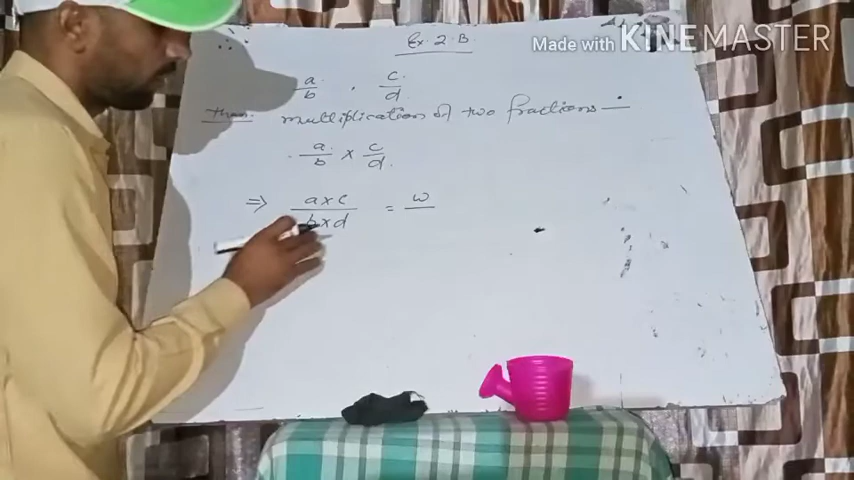 Ex. 2.B
Made with KINEMASTER
a/b , c/d
then multiplication of two fractions —
a/b × c/d
⇒ a×c/b×d = w